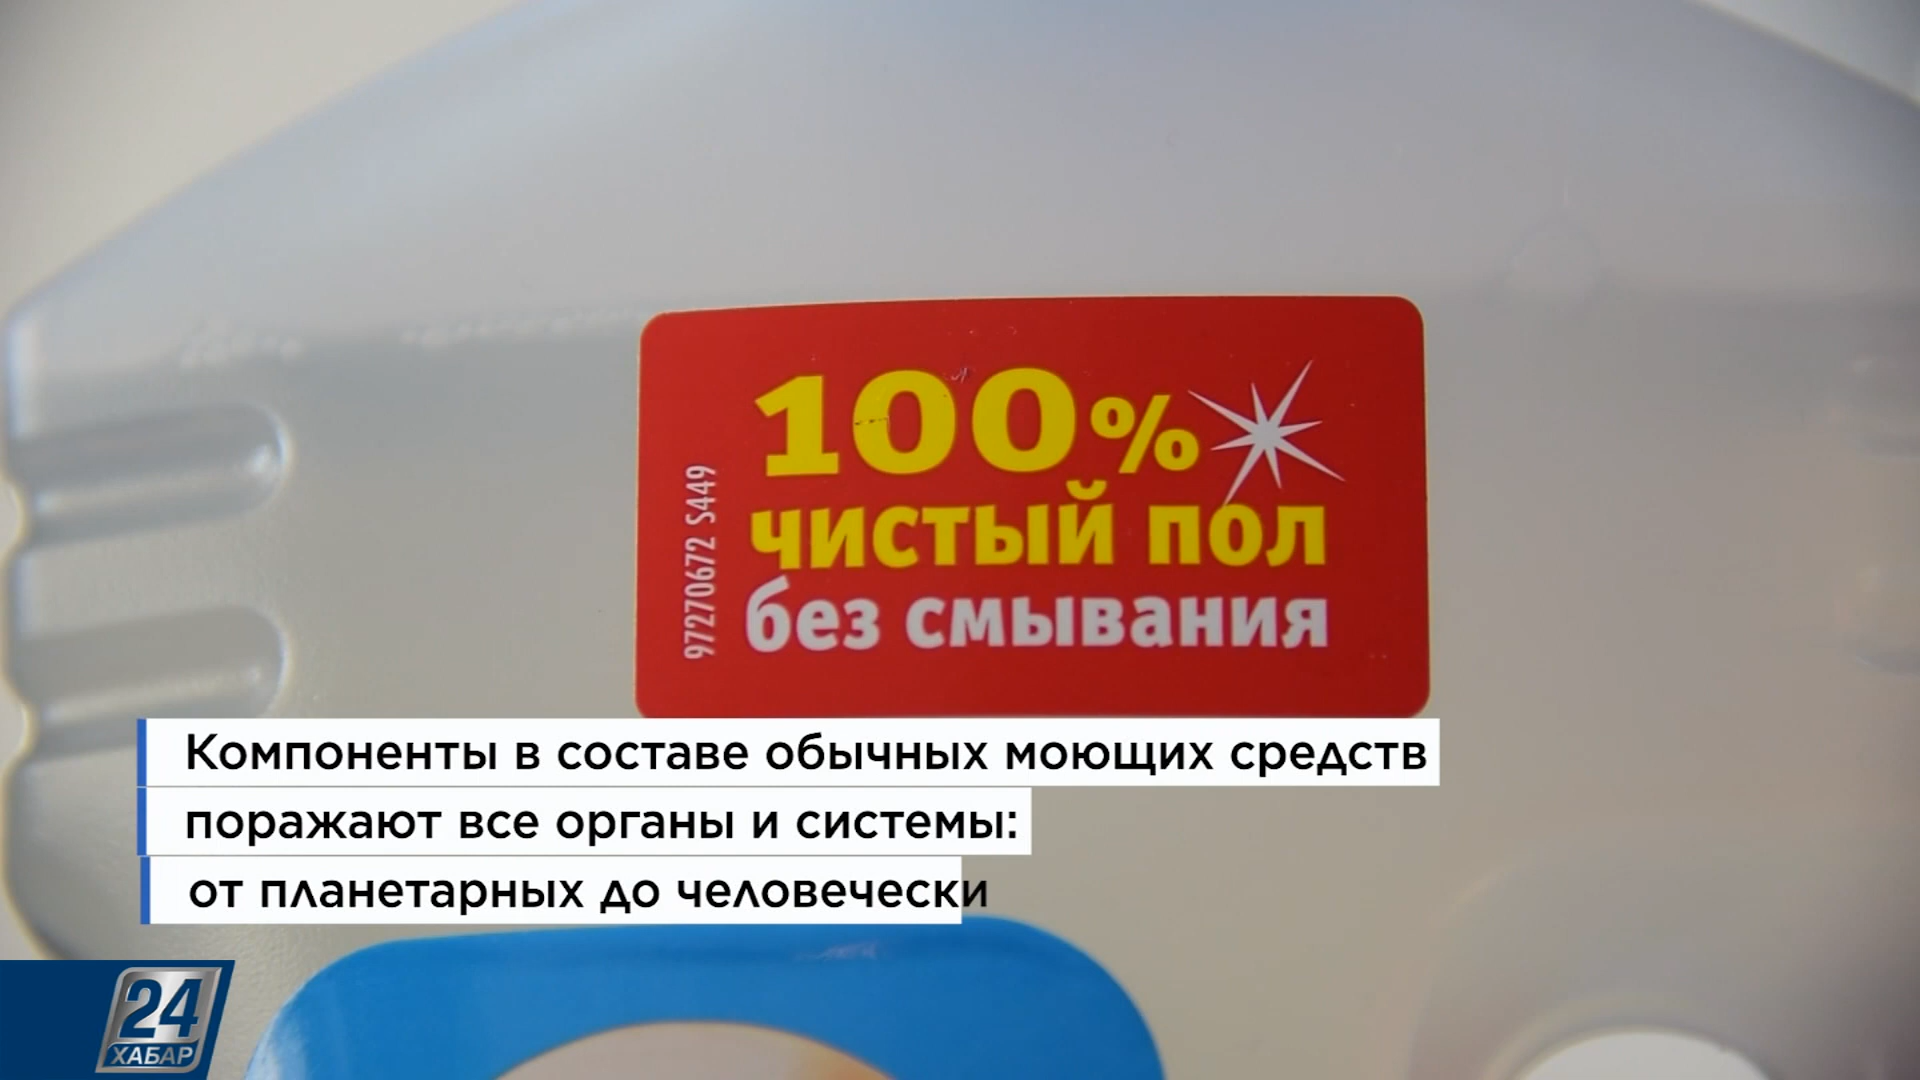 100%
чистый пол
без смывания
97270672 S449
Компоненты в составе обычных моющих средств
поражают все органы и системы:
от планетарных до человечески
24
ХАБАР